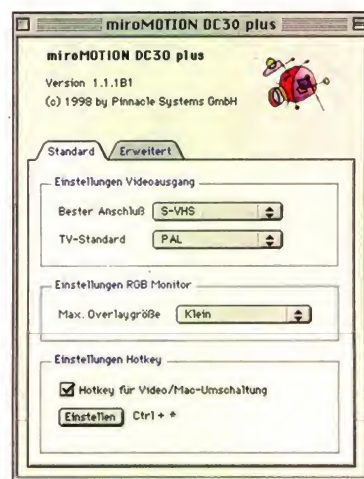 miroMOTION DC30 plus
miroMOTION DC30 plus
Version 1.1.1B1
(c) 1998 by Pinnacle Systems GmbH
Standard
Erweitert
Einstellungen Videoausgang
Bester Anschluß S-VHS
TV-Standard PAL
Einstellungen RGB Monitor
Max. Overlaygröße Klein
Einstellungen Hotkey
Hotkey für Video/Mac-Umschaltung
Einstellen Ctrl + *